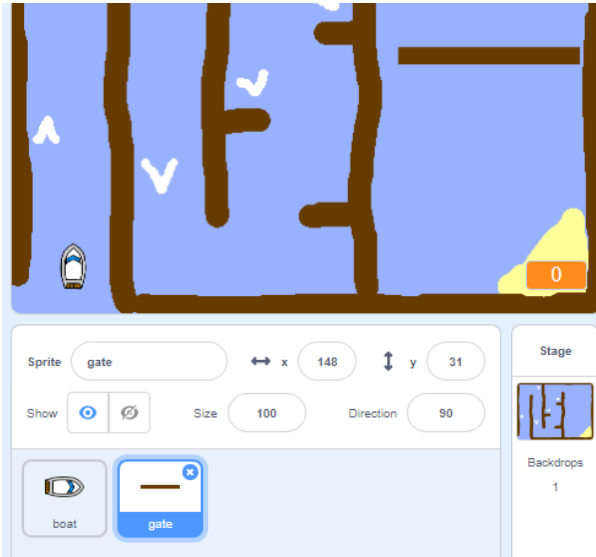 0
Sprite gate x 148 y 31
Show Size 100 Direction 90
boat
gate
Stage
Backdrops
1